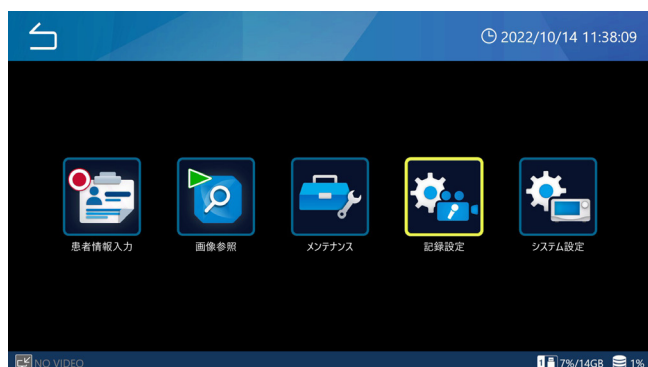 2022/10/14 11:38:09
患者情報入力
画像参照
メンテナンス
記録設定
システム設定
NO VIDEO
1 7%/14GB 1%